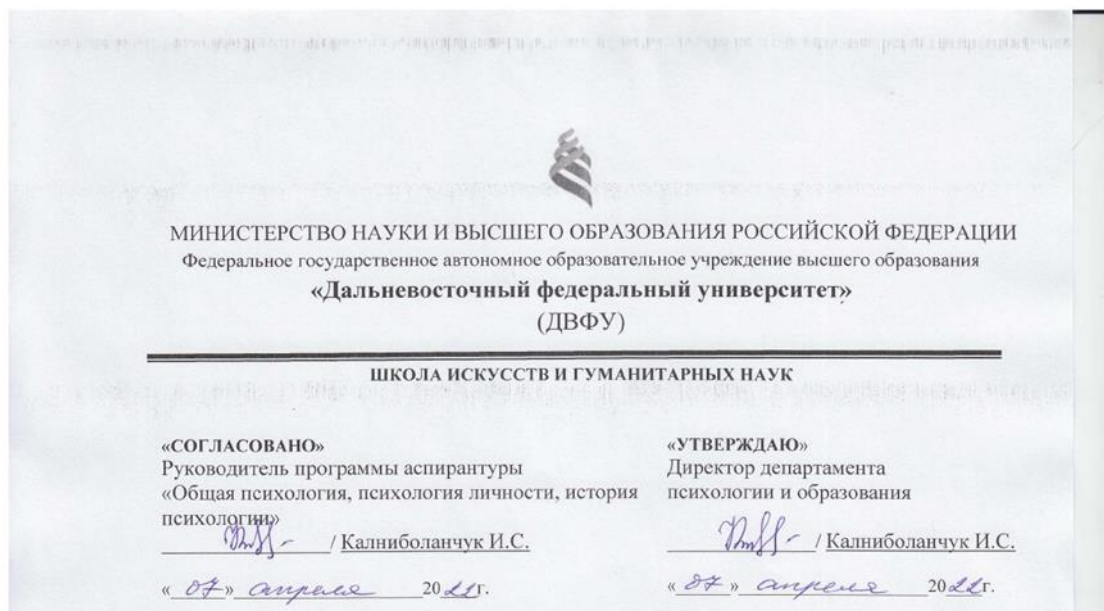 МИНИСТЕРСТВО НАУКИ И ВЫСШЕГО ОБРАЗОВАНИЯ РОССИЙСКОЙ ФЕДЕРАЦИИ
Федеральное государственное автономное образовательное учреждение высшего образования
«Дальневосточный федеральный университет»
(ДВФУ)
ШКОЛА ИСКУССТВ И ГУМАНИТАРНЫХ НАУК
«СОГЛАСОВАНО»
Руководитель программы аспирантуры
«Общая психология, психология личности, история
психологии»
/ Калниболанчук И.С.
« 07 » апреля 2022г.
«УТВЕРЖДАЮ»
Директор департамента
психологии и образования
/ Калниболанчук И.С.
« 07 » апреля 2022г.